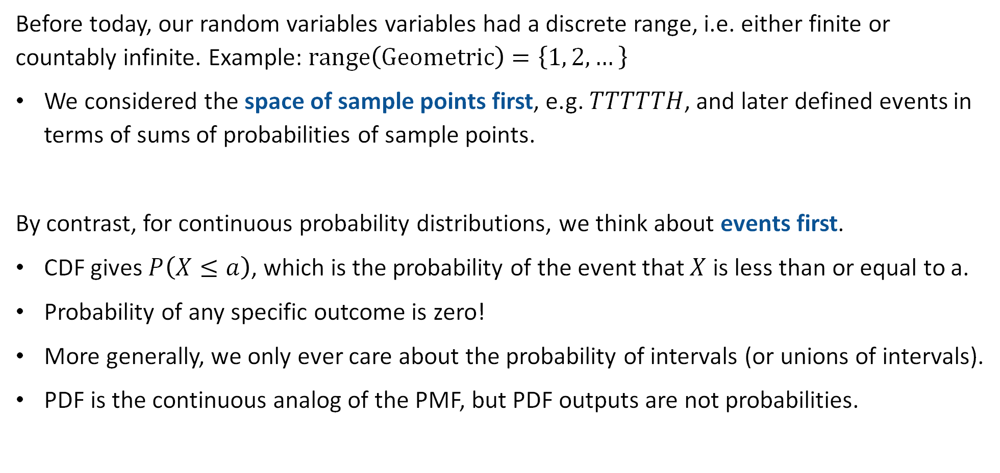 Before today, our random variables variables had a discrete range, i.e. either finite or
countably infinite. Example: range(Geometric) = {1, 2, … }
• We considered the space of sample points first, e.g. TTTTTH, and later defined events in
terms of sums of probabilities of sample points.
By contrast, for continuous probability distributions, we think about events first.
• CDF gives P(X ≤ a), which is the probability of the event that X is less than or equal to a.
• Probability of any specific outcome is zero!
• More generally, we only ever care about the probability of intervals (or unions of intervals).
• PDF is the continuous analog of the PMF, but PDF outputs are not probabilities.